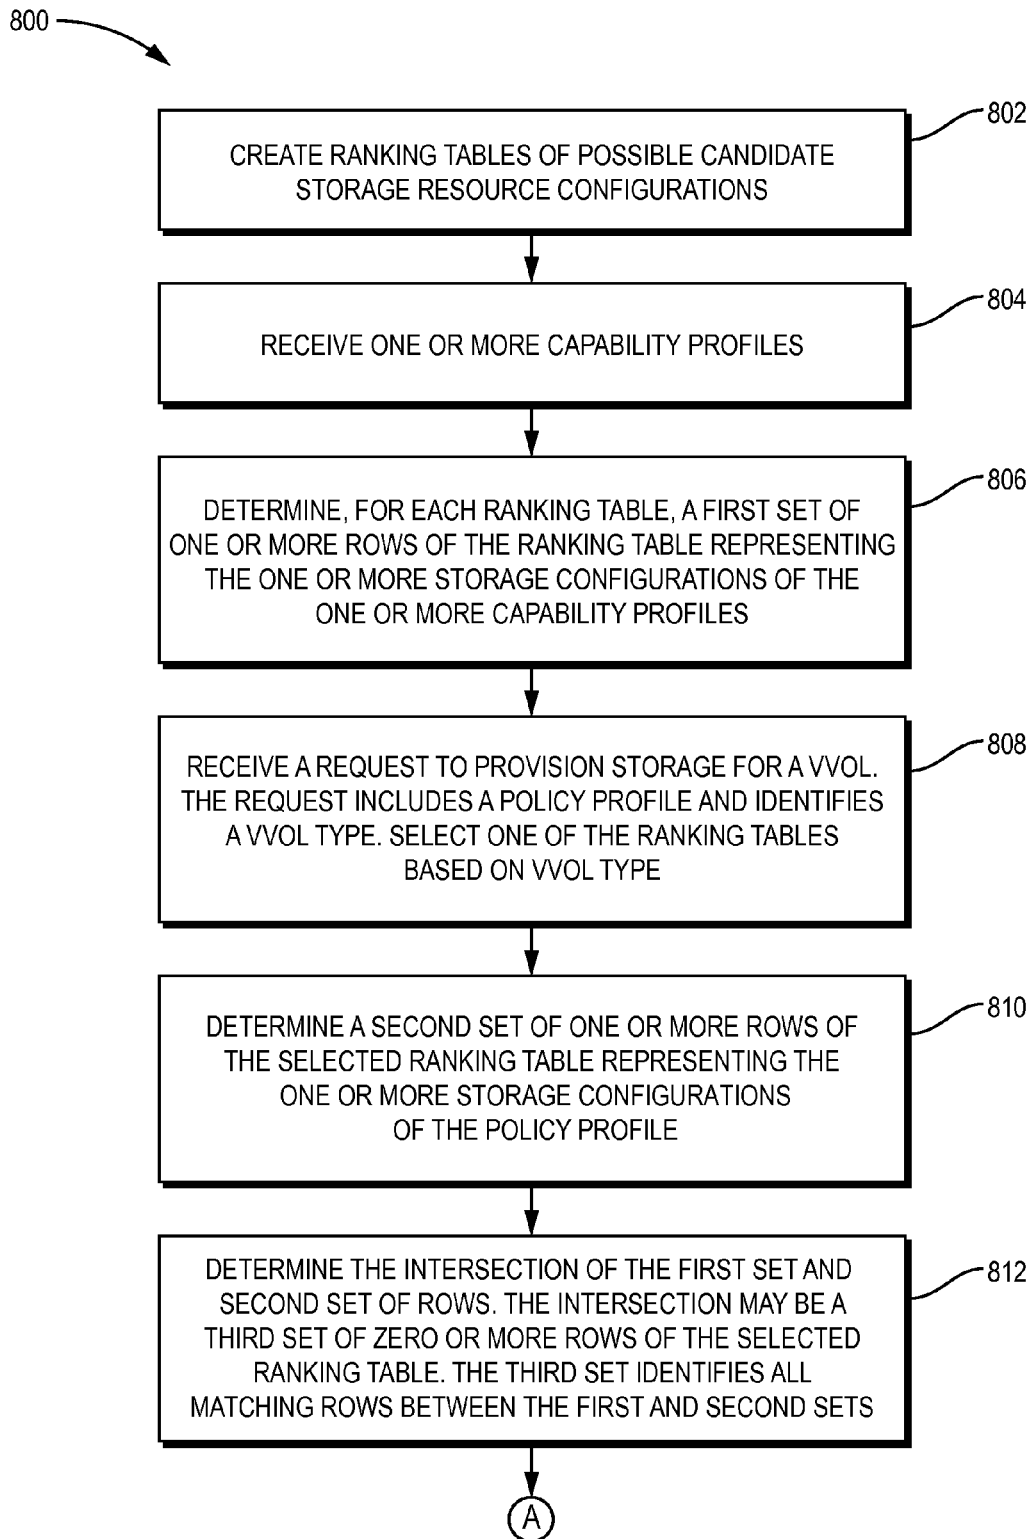 800
802
CREATE RANKING TABLES OF POSSIBLE CANDIDATE
STORAGE RESOURCE CONFIGURATIONS
804
RECEIVE ONE OR MORE CAPABILITY PROFILES
806
DETERMINE, FOR EACH RANKING TABLE, A FIRST SET OF
ONE OR MORE ROWS OF THE RANKING TABLE REPRESENTING
THE ONE OR MORE STORAGE CONFIGURATIONS OF THE
ONE OR MORE CAPABILITY PROFILES
808
RECEIVE A REQUEST TO PROVISION STORAGE FOR A VVOL.
THE REQUEST INCLUDES A POLICY PROFILE AND IDENTIFIES
A VVOL TYPE. SELECT ONE OF THE RANKING TABLES
BASED ON VVOL TYPE
810
DETERMINE A SECOND SET OF ONE OR MORE ROWS OF
THE SELECTED RANKING TABLE REPRESENTING THE
ONE OR MORE STORAGE CONFIGURATIONS
OF THE POLICY PROFILE
812
DETERMINE THE INTERSECTION OF THE FIRST SET AND
SECOND SET OF ROWS. THE INTERSECTION MAY BE A
THIRD SET OF ZERO OR MORE ROWS OF THE SELECTED
RANKING TABLE. THE THIRD SET IDENTIFIES ALL
MATCHING ROWS BETWEEN THE FIRST AND SECOND SETS
A